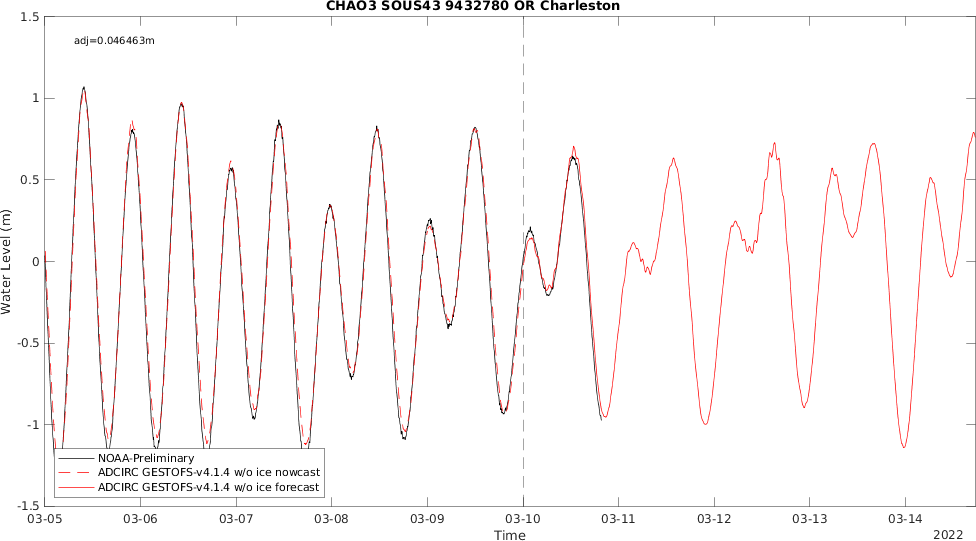 CHAO3 SOUS43 9432780 OR Charleston
adj=0.046463m
1.5
1
0.5
0
-0.5
-1
-1.5
Water Level (m)
NOAA-Preliminary
ADCIRC GESTOFS-v4.1.4 w/o ice nowcast
ADCIRC GESTOFS-v4.1.4 w/o ice forecast
03-05 03-06 03-07 03-08 03-09 03-10 03-11 03-12 03-13 03-14
Time
2022